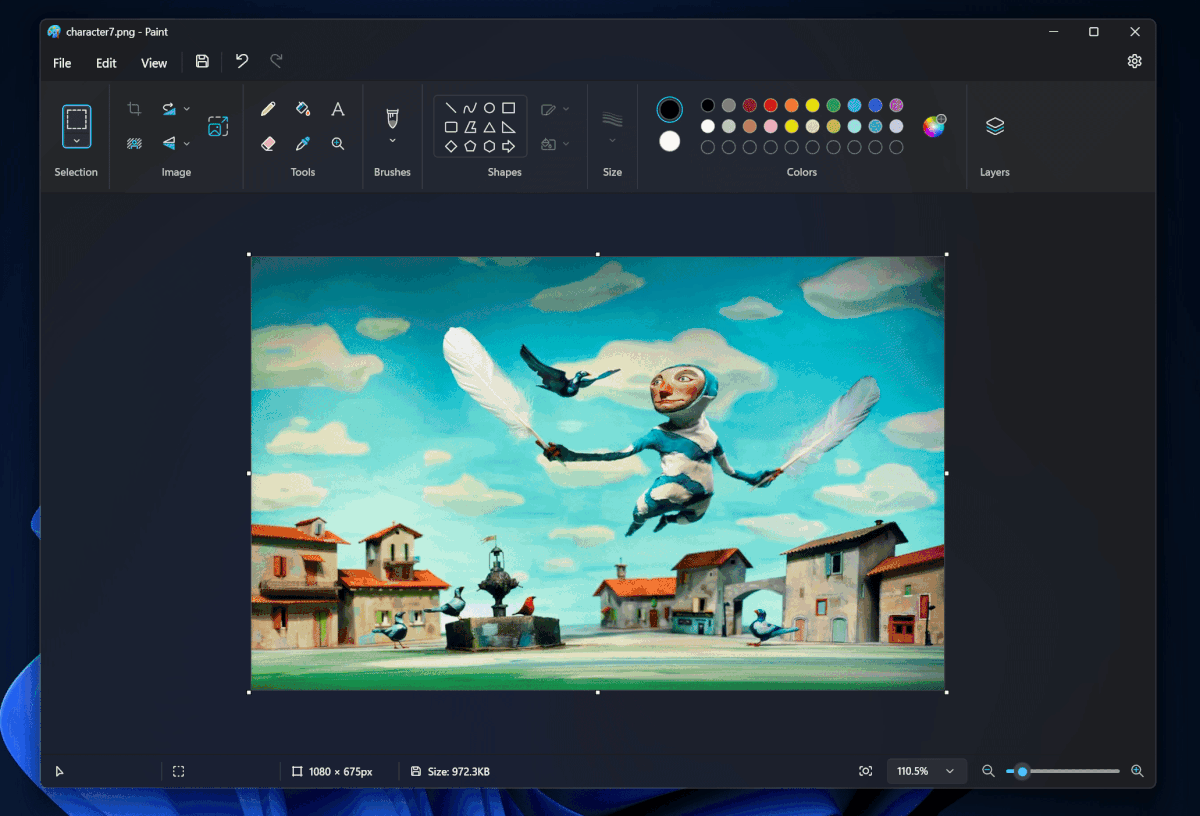 character7.png - Paint
File Edit View
Selection Image Tools Brushes Shapes Size Colors Layers
1080 × 675px Size: 972.3KB 110.5%